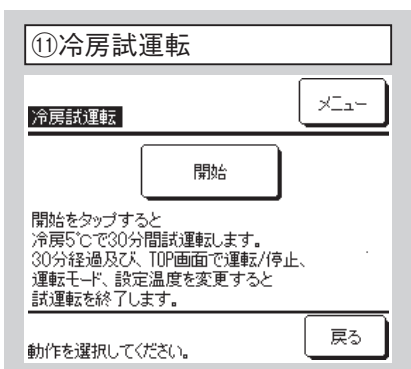 ⑪冷房試運転
メニュー
冷房試運転
開始
開始をタップすると
冷房5℃で30分間試運転します。
30分経過及び、TOP画面で運転/停止、
運転モード、設定温度を変更すると
試運転を終了します。
動作を選択してください。
戻る